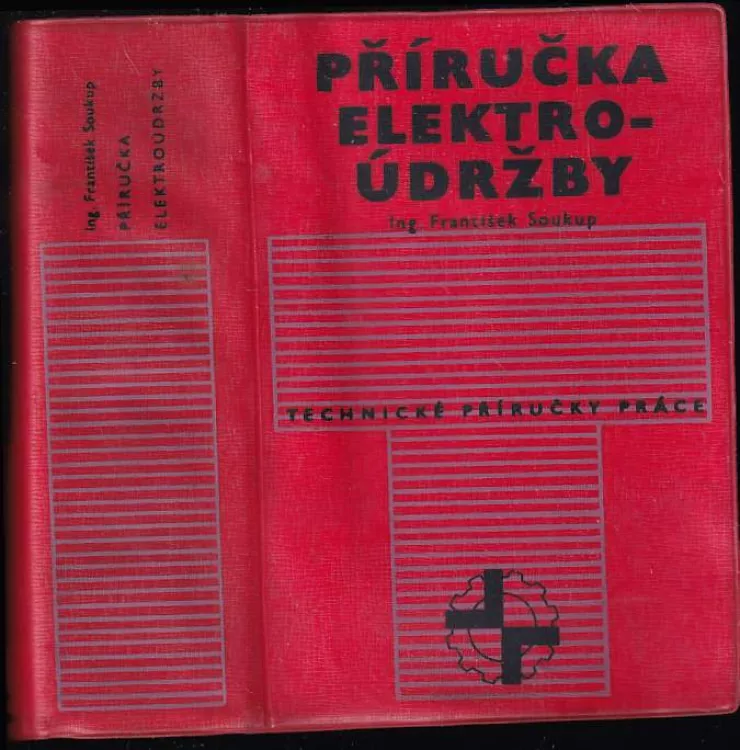 Ing. František Soukup
PŘÍRUČKA
ELEKTROÚDRŽBY
PŘÍRUČKA
ELEKTRO-
ÚDRŽBY
Ing. František Soukup
TECHNICKÉ PŘÍRUČKY PRÁCE